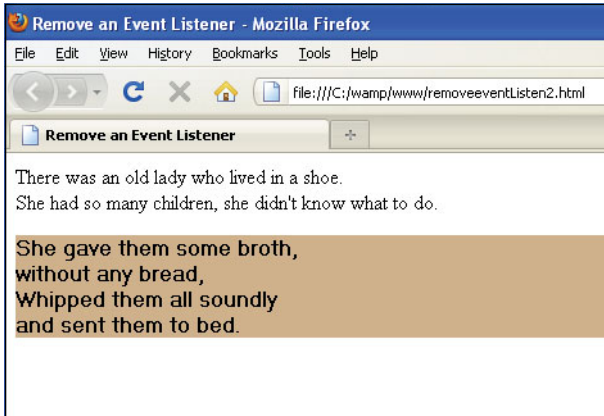 Remove an Event Listener - Mozilla Firefox
File Edit View History Bookmarks Tools Help
file:///C:/wamp/www/removeeventListen2.html
Remove an Event Listener
There was an old lady who lived in a shoe.
She had so many children, she didn't know what to do.
She gave them some broth,
without any bread,
Whipped them all soundly
and sent them to bed.